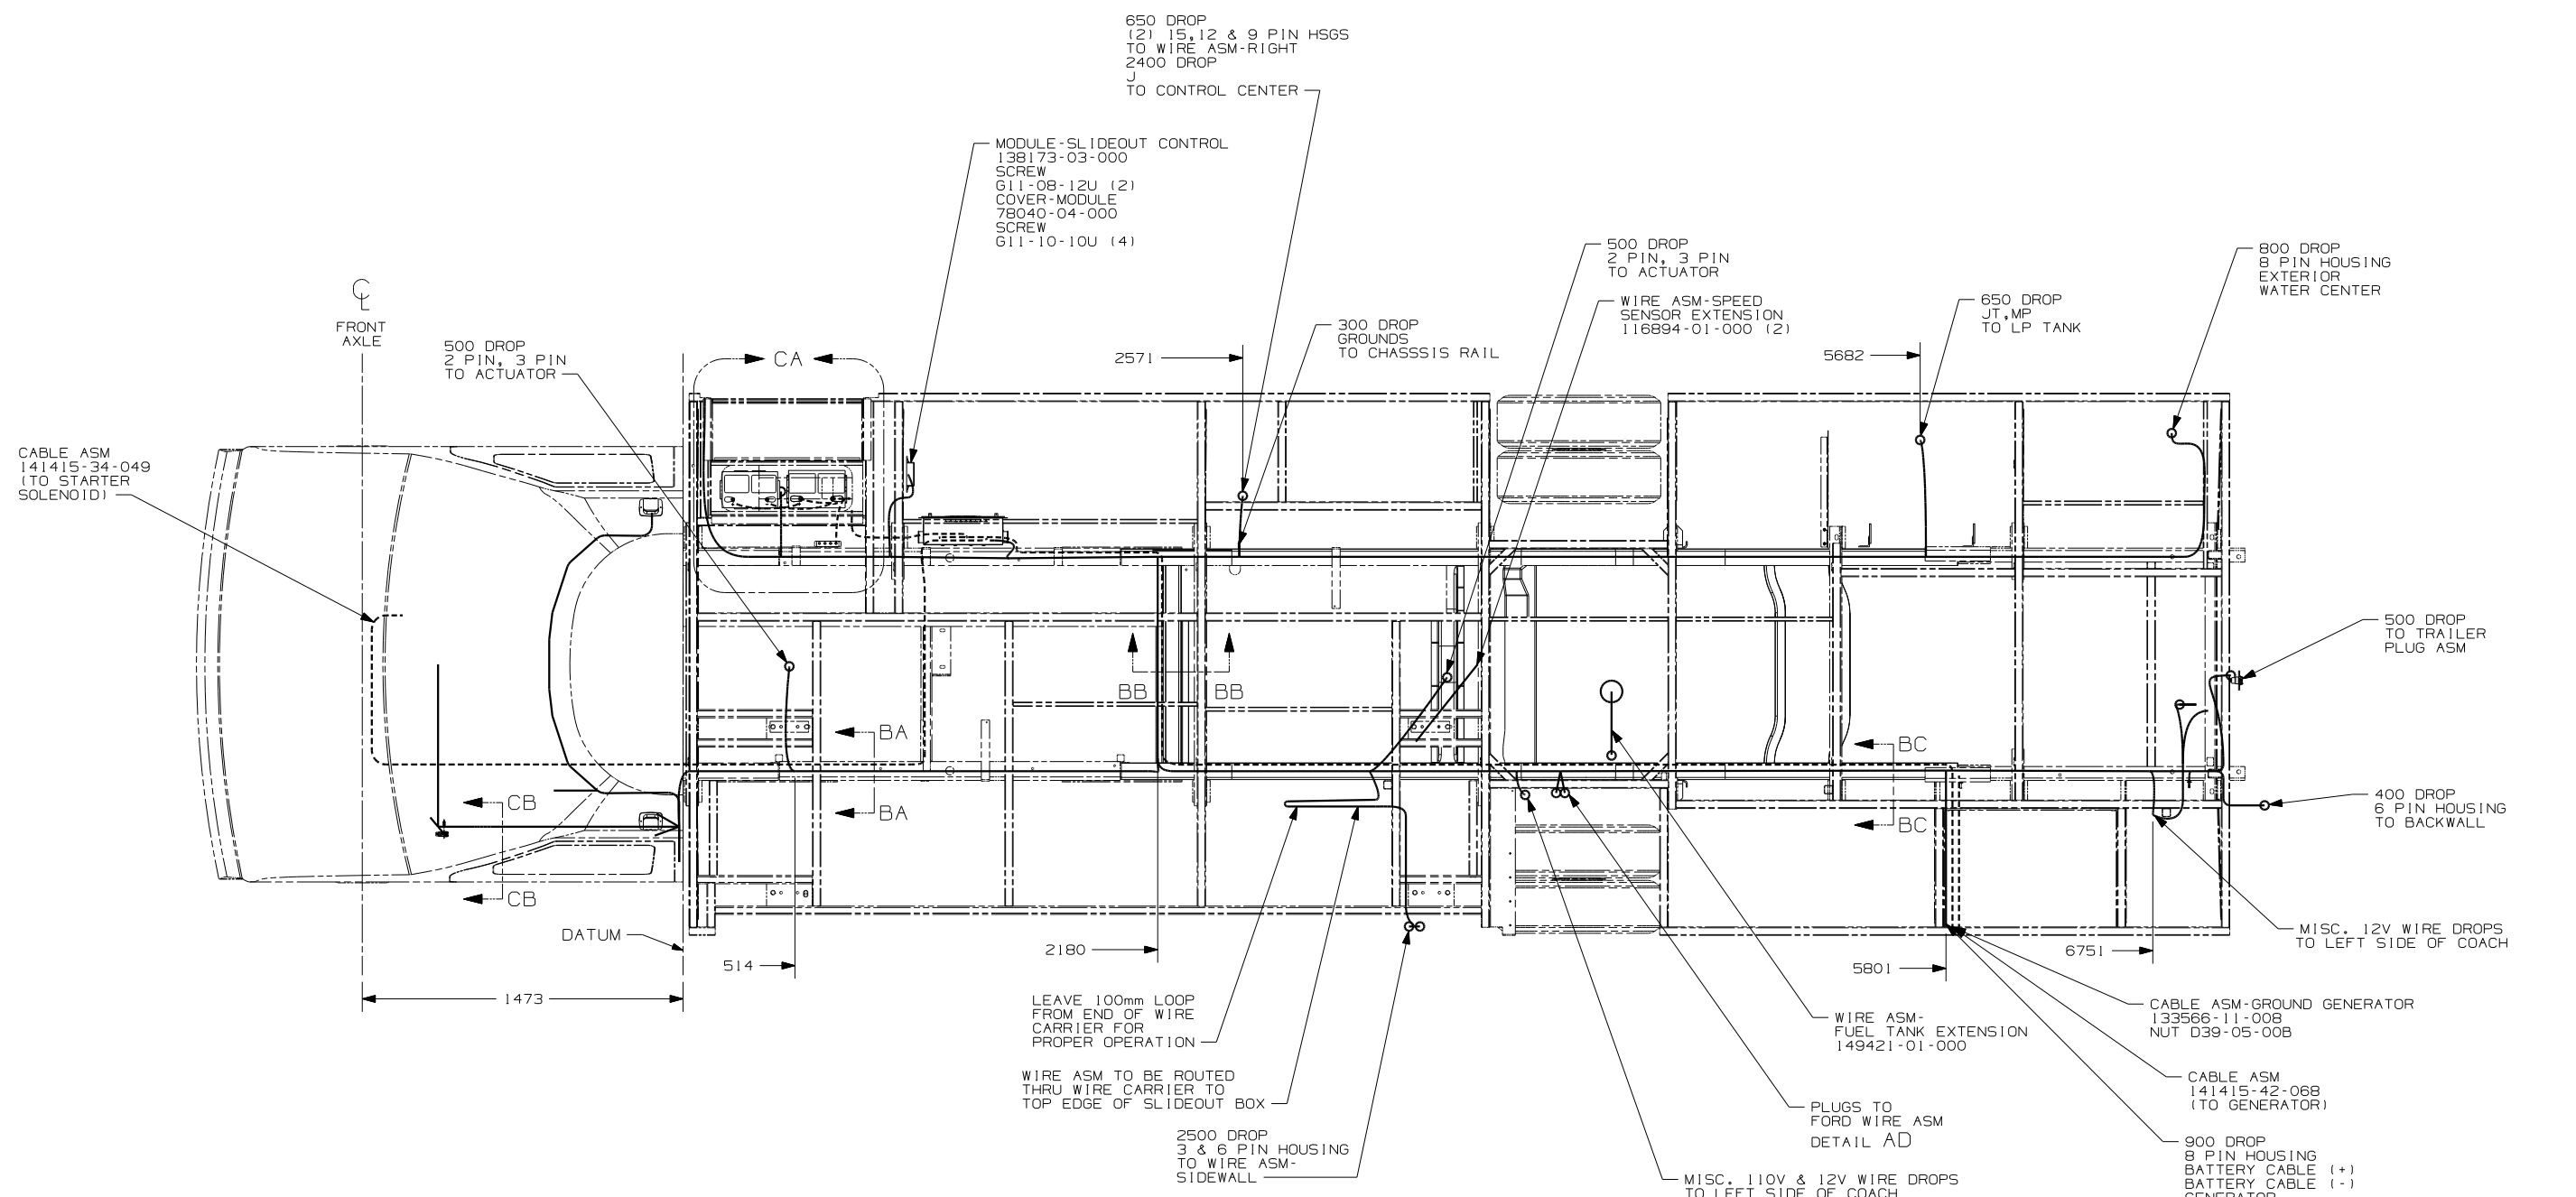 650 DROP
(2) 15,12 & 9 PIN HSGS
TO WIRE ASM-RIGHT
2400 DROP
J
TO CONTROL CENTER
MODULE-SLIDEOUT CONTROL
138173-03-000
SCREW
G11-08-12U (2)
COVER-MODULE
78040-04-000
SCREW
G11-10-10U (4)
500 DROP
2 PIN, 3 PIN
TO ACTUATOR
800 DROP
8 PIN HOUSING
EXTERIOR
WATER CENTER
WIRE ASM-SPEED
SENSOR EXTENSION
116894-01-000 (2)
650 DROP
JT,MP
TO LP TANK
CL
FRONT
AXLE
300 DROP
GROUNDS
TO CHASSSIS RAIL
500 DROP
2 PIN, 3 PIN
TO ACTUATOR
CA
2571
5682
CABLE ASM
141415-34-049
(TO STARTER
SOLENOID)
500 DROP
TO TRAILER
PLUG ASM
BB
BB
BA
BC
400 DROP
6 PIN HOUSING
TO BACKWALL
CB
BA
BC
CB
DATUM
MISC. 12V WIRE DROPS
TO LEFT SIDE OF COACH
514
2180
5801
6751
1473
LEAVE 100mm LOOP
FROM END OF WIRE
CARRIER FOR
PROPER OPERATION
WIRE ASM-
FUEL TANK EXTENSION
149421-01-000
CABLE ASM-GROUND GENERATOR
133566-11-008
NUT D39-05-00B
WIRE ASM TO BE ROUTED
THRU WIRE CARRIER TO
TOP EDGE OF SLIDEOUT BOX
CABLE ASM
141415-42-068
(TO GENERATOR)
PLUGS TO
FORD WIRE ASM
DETAIL AD
2500 DROP
3 & 6 PIN HOUSING
TO WIRE ASM-
SIDEWALL
900 DROP
8 PIN HOUSING
BATTERY CABLE (+)
BATTERY CABLE (-)
GENERATOR
MISC. 110V & 12V WIRE DROPS
TO LEFT SIDE OF COACH